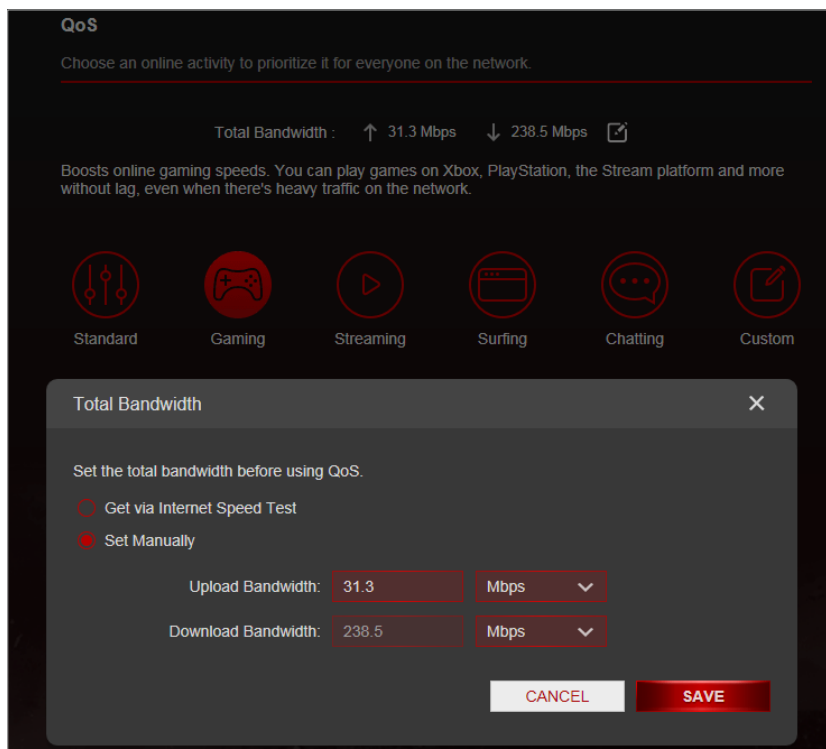 QoS
Choose an online activity to prioritize it for everyone on the network.
Total Bandwidth : 31.3 Mbps 238.5 Mbps
Boosts online gaming speeds. You can play games on Xbox, PlayStation, the Stream platform and more
without lag, even when there's heavy traffic on the network.
Standard Gaming Streaming Surfing Chatting Custom
Total Bandwidth
Set the total bandwidth before using QoS.
Get via Internet Speed Test
Set Manually
Upload Bandwidth: 31.3 Mbps
Download Bandwidth: 238.5 Mbps
CANCEL SAVE